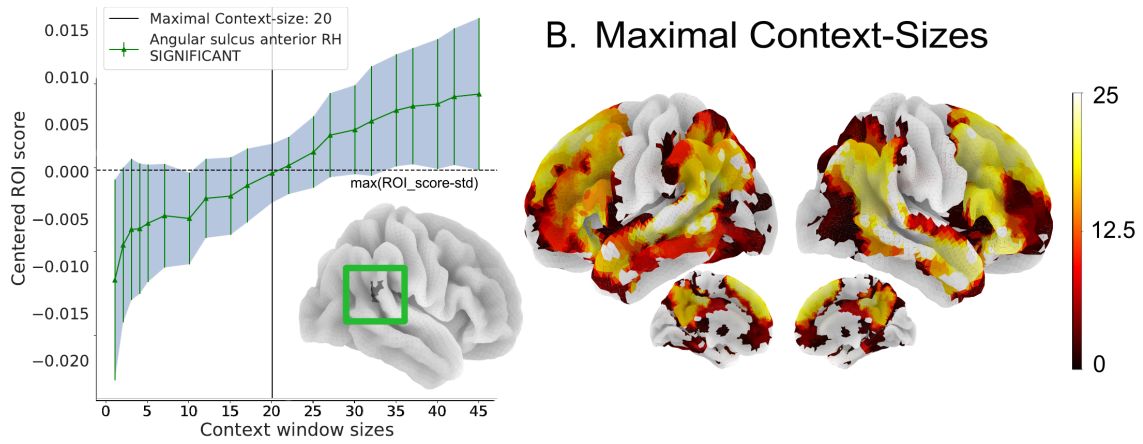 Maximal Context-size: 20
Angular sulcus anterior RH
SIGNIFICANT
0.015
0.010
0.005
0.000
−0.005
−0.010
−0.015
−0.020
Centered ROI score
max(ROI_score-std)
0 5 10 15 20 25 30 35 40 45
Context window sizes
B. Maximal Context-Sizes
25
12.5
0